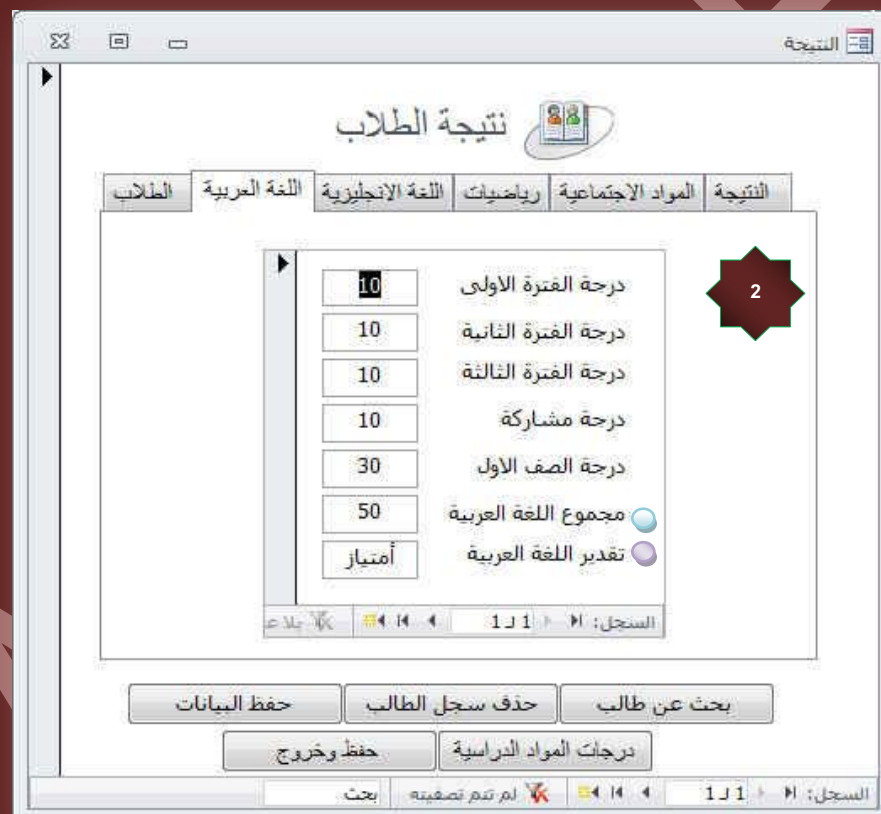 النتيجة
نتيجة الطلاب
النتيجة المواد الاجتماعية رياضيات اللغة الانجليزية اللغة العربية الطلاب
2
درجة الفترة الاولى 10
درجة الفترة الثانية 10
درجة الفترة الثالثة 10
درجة مشاركة 10
درجة الصف الاول 30
مجموع اللغة العربية 50
تقدير اللغة العربية أمتياز
السجل: 1 لـ 1 بلا
بحث عن طالب حذف سجل الطالب حفظ البيانات
درجات المواد الدراسية حفظ وخروج
السجل: 1 لـ 1 لم تتم تصفيته بحث